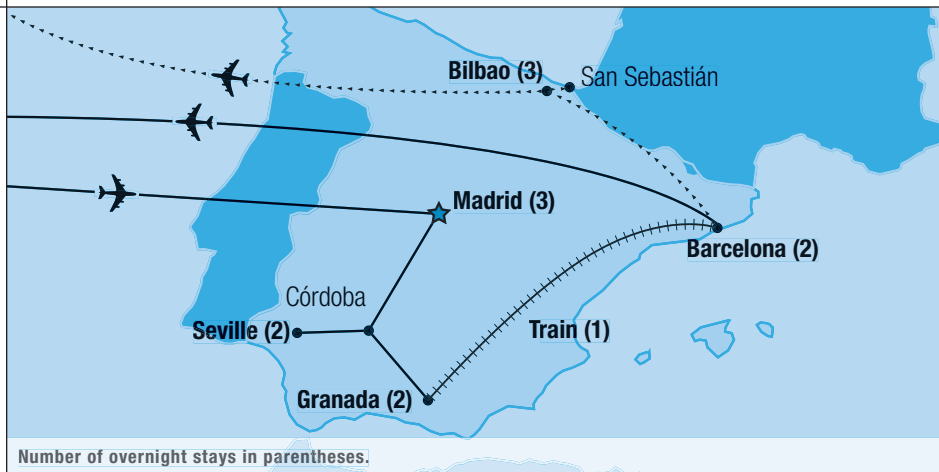 Bilbao (3)
San Sebastián
Madrid (3)
Barcelona (2)
Córdoba
Seville (2)
Train (1)
Granada (2)
Number of overnight stays in parentheses.